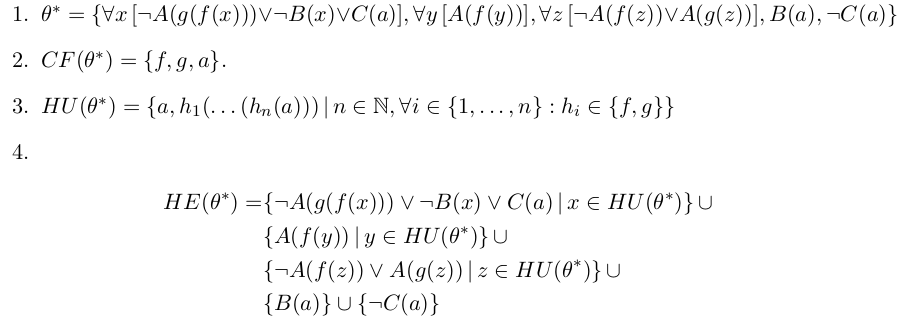 1. θ* = {∀x [¬A(g(f(x)))∨¬B(x)∨C(a)], ∀y [A(f(y))], ∀z [¬A(f(z))∨A(g(z))], B(a), ¬C(a)}
2. CF(θ*) = {f, g, a}.
3. HU(θ*) = {a, h₁(. . . (hₙ(a))) | n ∈ ℕ, ∀i ∈ {1, . . . , n} : hᵢ ∈ {f, g}}
4.
HE(θ*) ={¬A(g(f(x))) ∨ ¬B(x) ∨ C(a) | x ∈ HU(θ*)} ∪
{A(f(y)) | y ∈ HU(θ*)} ∪
{¬A(f(z)) ∨ A(g(z)) | z ∈ HU(θ*)} ∪
{B(a)} ∪ {¬C(a)}